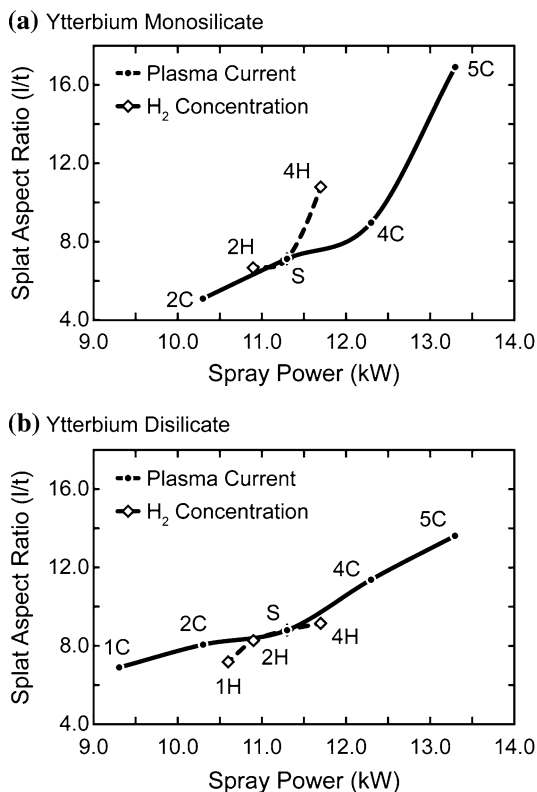 (a) Ytterbium Monosilicate
Splat Aspect Ratio (l/t)
16.0
12.0
8.0
4.0
Plasma Current
H2 Concentration
5C
4H
2H
4C
S
2C
9.0 10.0 11.0 12.0 13.0 14.0
Spray Power (kW)
(b) Ytterbium Disilicate
Splat Aspect Ratio (l/t)
16.0
12.0
8.0
4.0
Plasma Current
H2 Concentration
5C
4C
S
2C
1C
2H
4H
1H
9.0 10.0 11.0 12.0 13.0 14.0
Spray Power (kW)